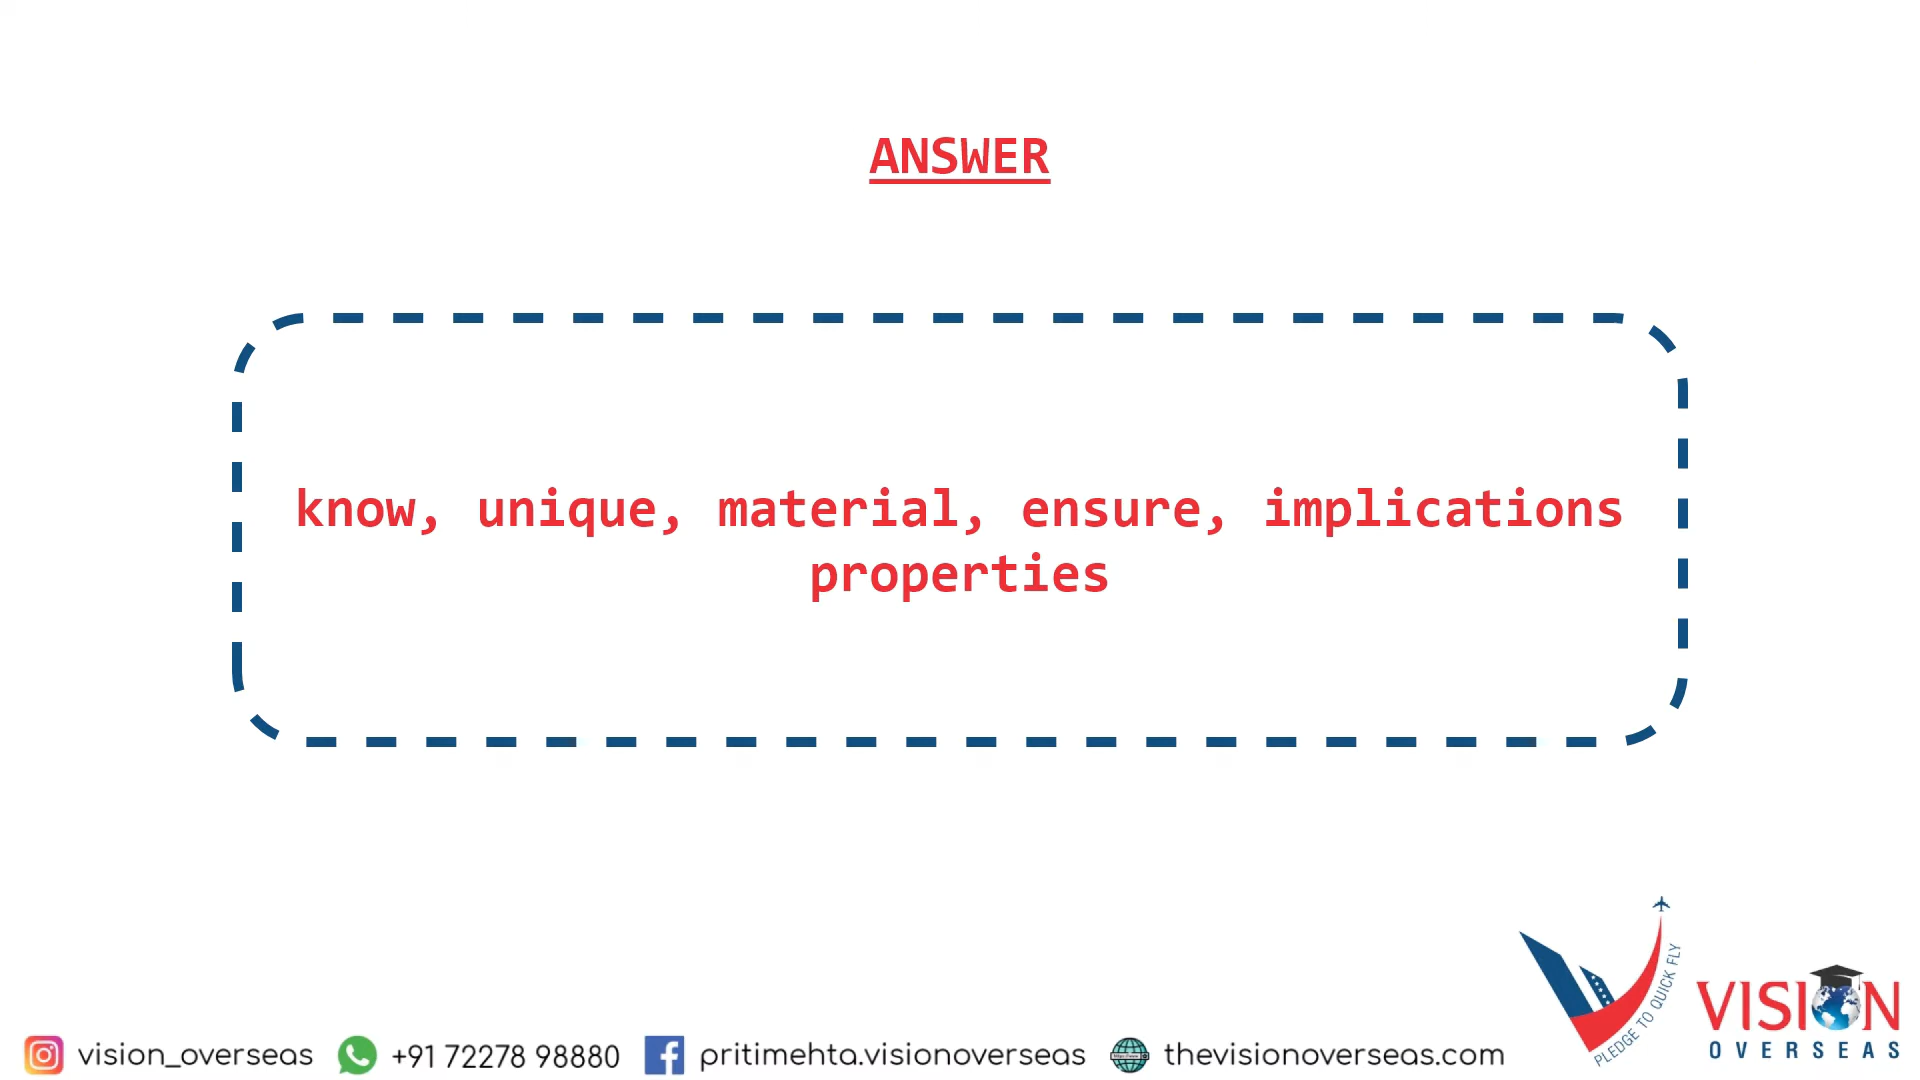 ANSWER
know, unique, material, ensure, implications
properties
PLEDGE TO QUICK FLY
VISION
OVERSEAS
vision_overseas +91 72278 98880 pritimehta.visionoverseas thevisionoverseas.com